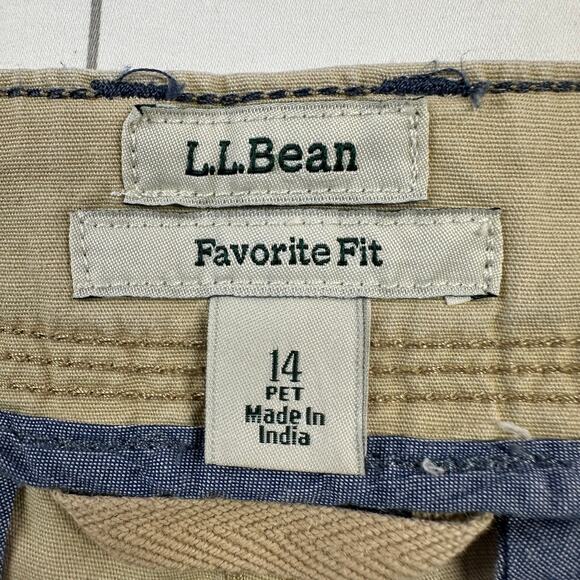 L.L.Bean
Favorite Fit
14
PET
Made In
India